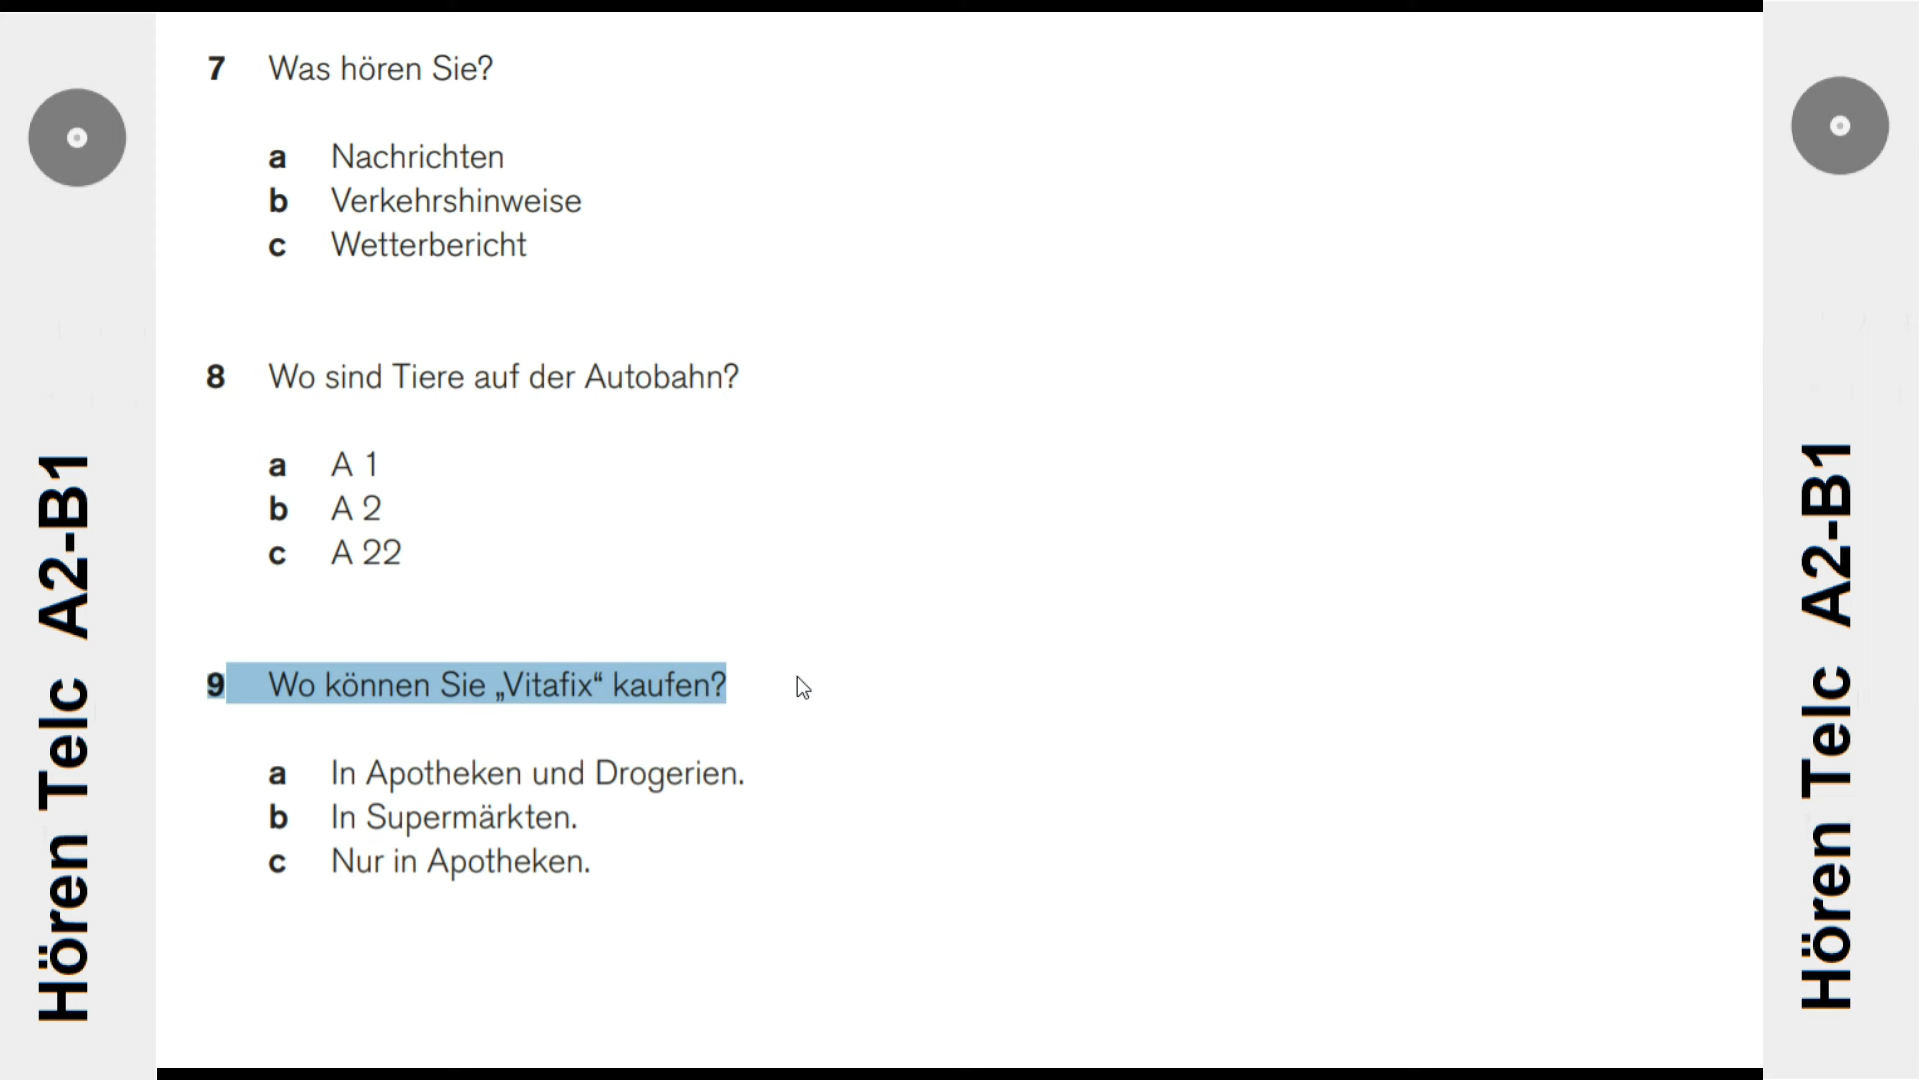 7 Was hören Sie?
a Nachrichten
b Verkehrshinweise
c Wetterbericht
8 Wo sind Tiere auf der Autobahn?
a A 1
b A 2
c A 22
9 Wo können Sie „Vitafix“ kaufen?
a In Apotheken und Drogerien.
b In Supermärkten.
c Nur in Apotheken.
Hören Telc A2-B1
Hören Telc A2-B1